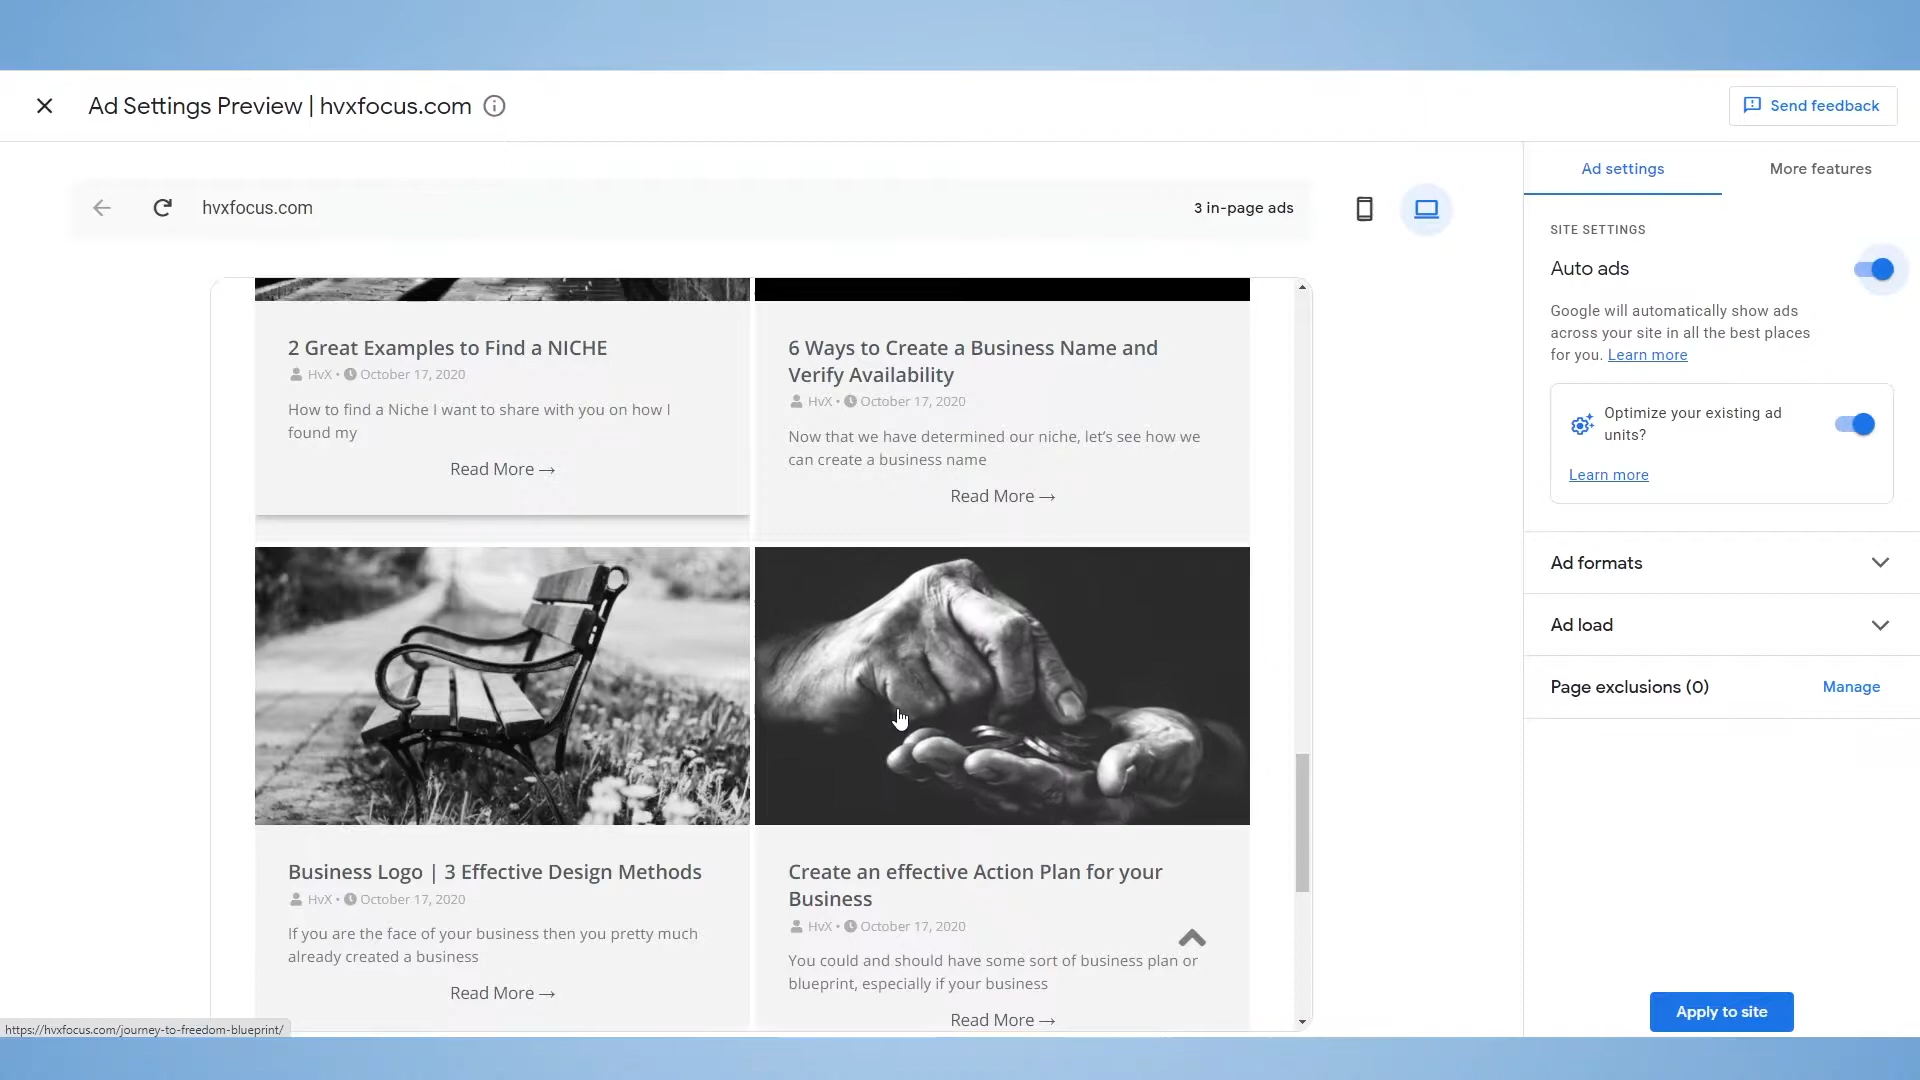 Ad Settings Preview | hvxfocus.com
Send feedback
hvxfocus.com
3 in-page ads
2 Great Examples to Find a NICHE
HvX • October 17, 2020
How to find a Niche I want to share with you on how I
found my
Read More →
6 Ways to Create a Business Name and
Verify Availability
HvX • October 17, 2020
Now that we have determined our niche, let’s see how we
can create a business name
Read More →
Business Logo | 3 Effective Design Methods
HvX • October 17, 2020
If you are the face of your business then you pretty much
already created a business
Read More →
Create an effective Action Plan for your
Business
HvX • October 17, 2020
You could and should have some sort of business plan or
blueprint, especially if your business
Read More →
https://hvxfocus.com/journey-to-freedom-blueprint/
Ad settings
More features
SITE SETTINGS
Auto ads
Google will automatically show ads
across your site in all the best places
for you. Learn more
Optimize your existing ad
units?
Learn more
Ad formats
Ad load
Page exclusions (0)
Manage
Apply to site